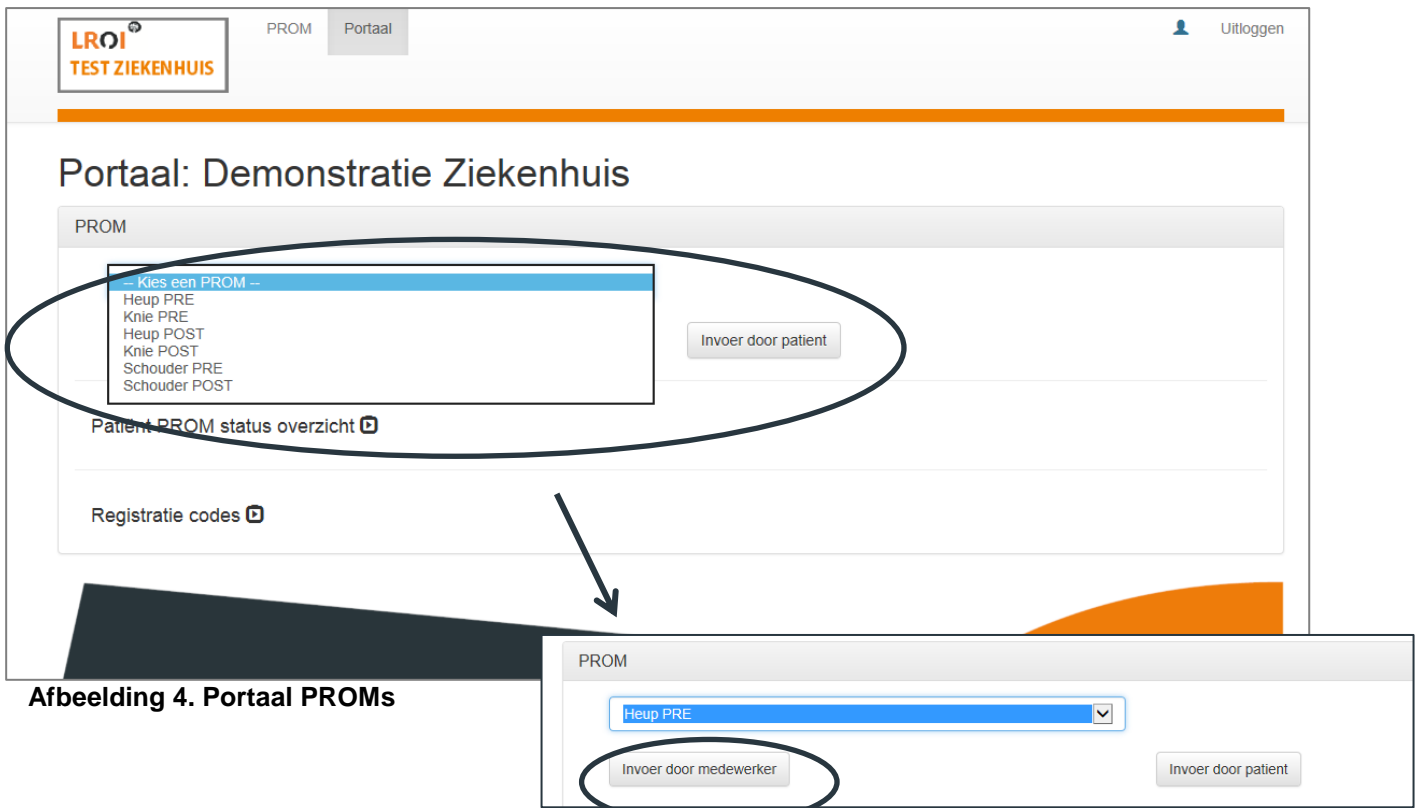 LROI
TEST ZIEKENHUIS
PROM Portaal Uitloggen
Portaal: Demonstratie Ziekenhuis
PROM
-- Kies een PROM --
Heup PRE
Knie PRE
Heup POST
Knie POST
Schouder PRE
Schouder POST
Invoer door patient
Patiënt PROM status overzicht
Registratie codes
Afbeelding 4. Portaal PROMs
PROM
Heup PRE
Invoer door medewerker Invoer door patient